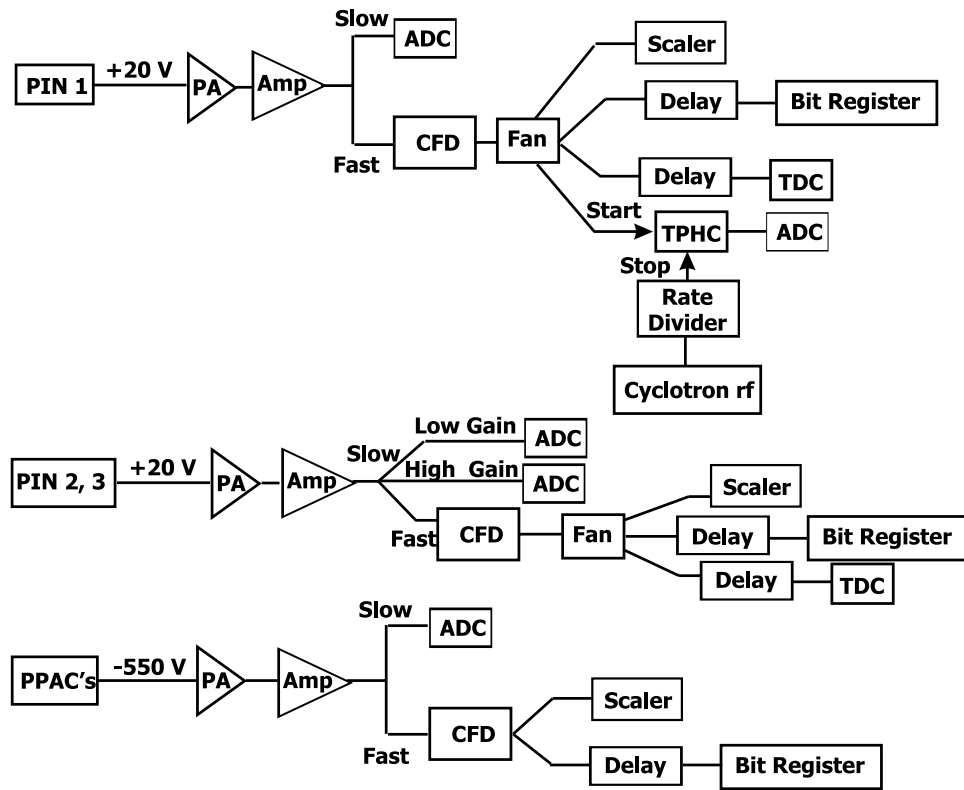 Slow
ADC
Scaler
+20 V
PIN 1
PA
Amp
Delay
Bit Register
CFD
Fan
Fast
Delay
TDC
Start
TPHC
ADC
Stop
Rate
Divider
Cyclotron rf
Low Gain
ADC
Slow
+20 V
High Gain
PIN 2, 3
PA
Amp
ADC
Scaler
Fast
CFD
Fan
Delay
Bit Register
Delay
TDC
Slow
ADC
-550 V
PPAC's
PA
Amp
Scaler
CFD
Fast
Delay
Bit Register